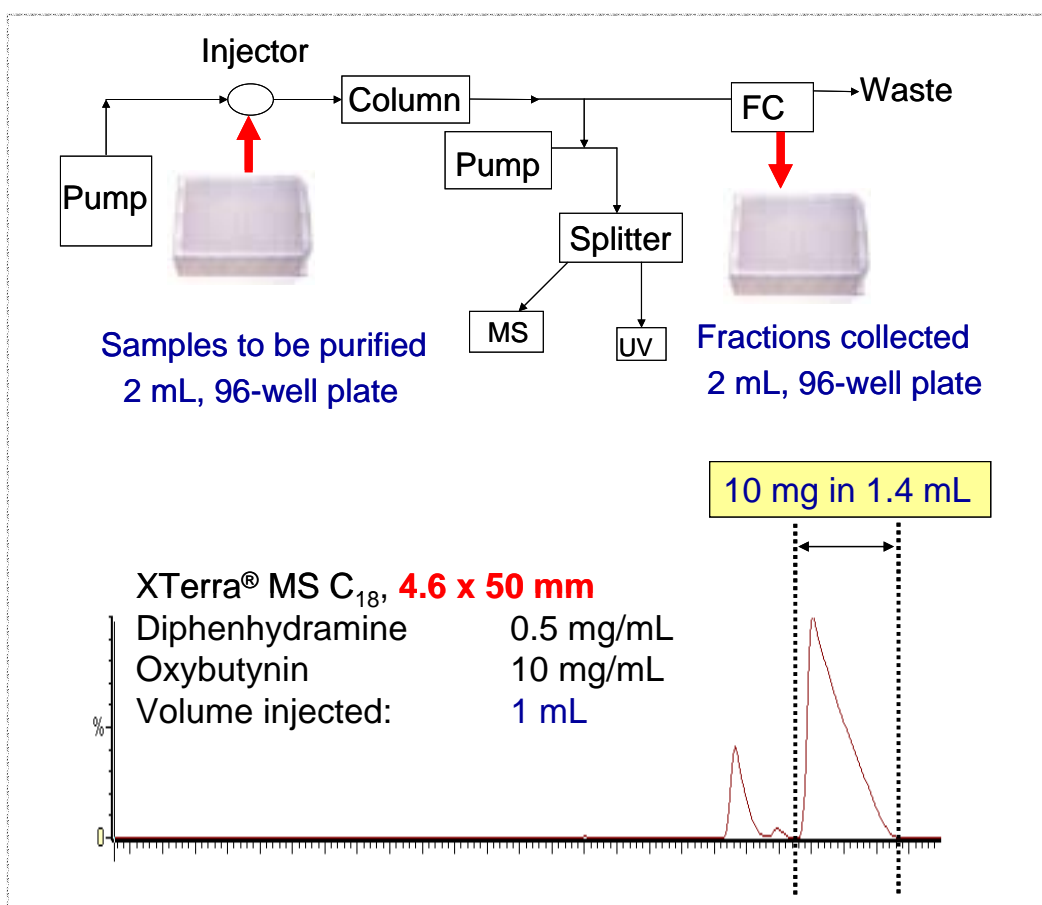 Injector
Column
FC
Waste
Pump
Pump
Splitter
MS
UV
Samples to be purified
2 mL, 96-well plate
Fractions collected
2 mL, 96-well plate
10 mg in 1.4 mL
XTerra® MS C18, 4.6 x 50 mm
Diphenhydramine 0.5 mg/mL
Oxybutynin 10 mg/mL
Volume injected: 1 mL
%
0